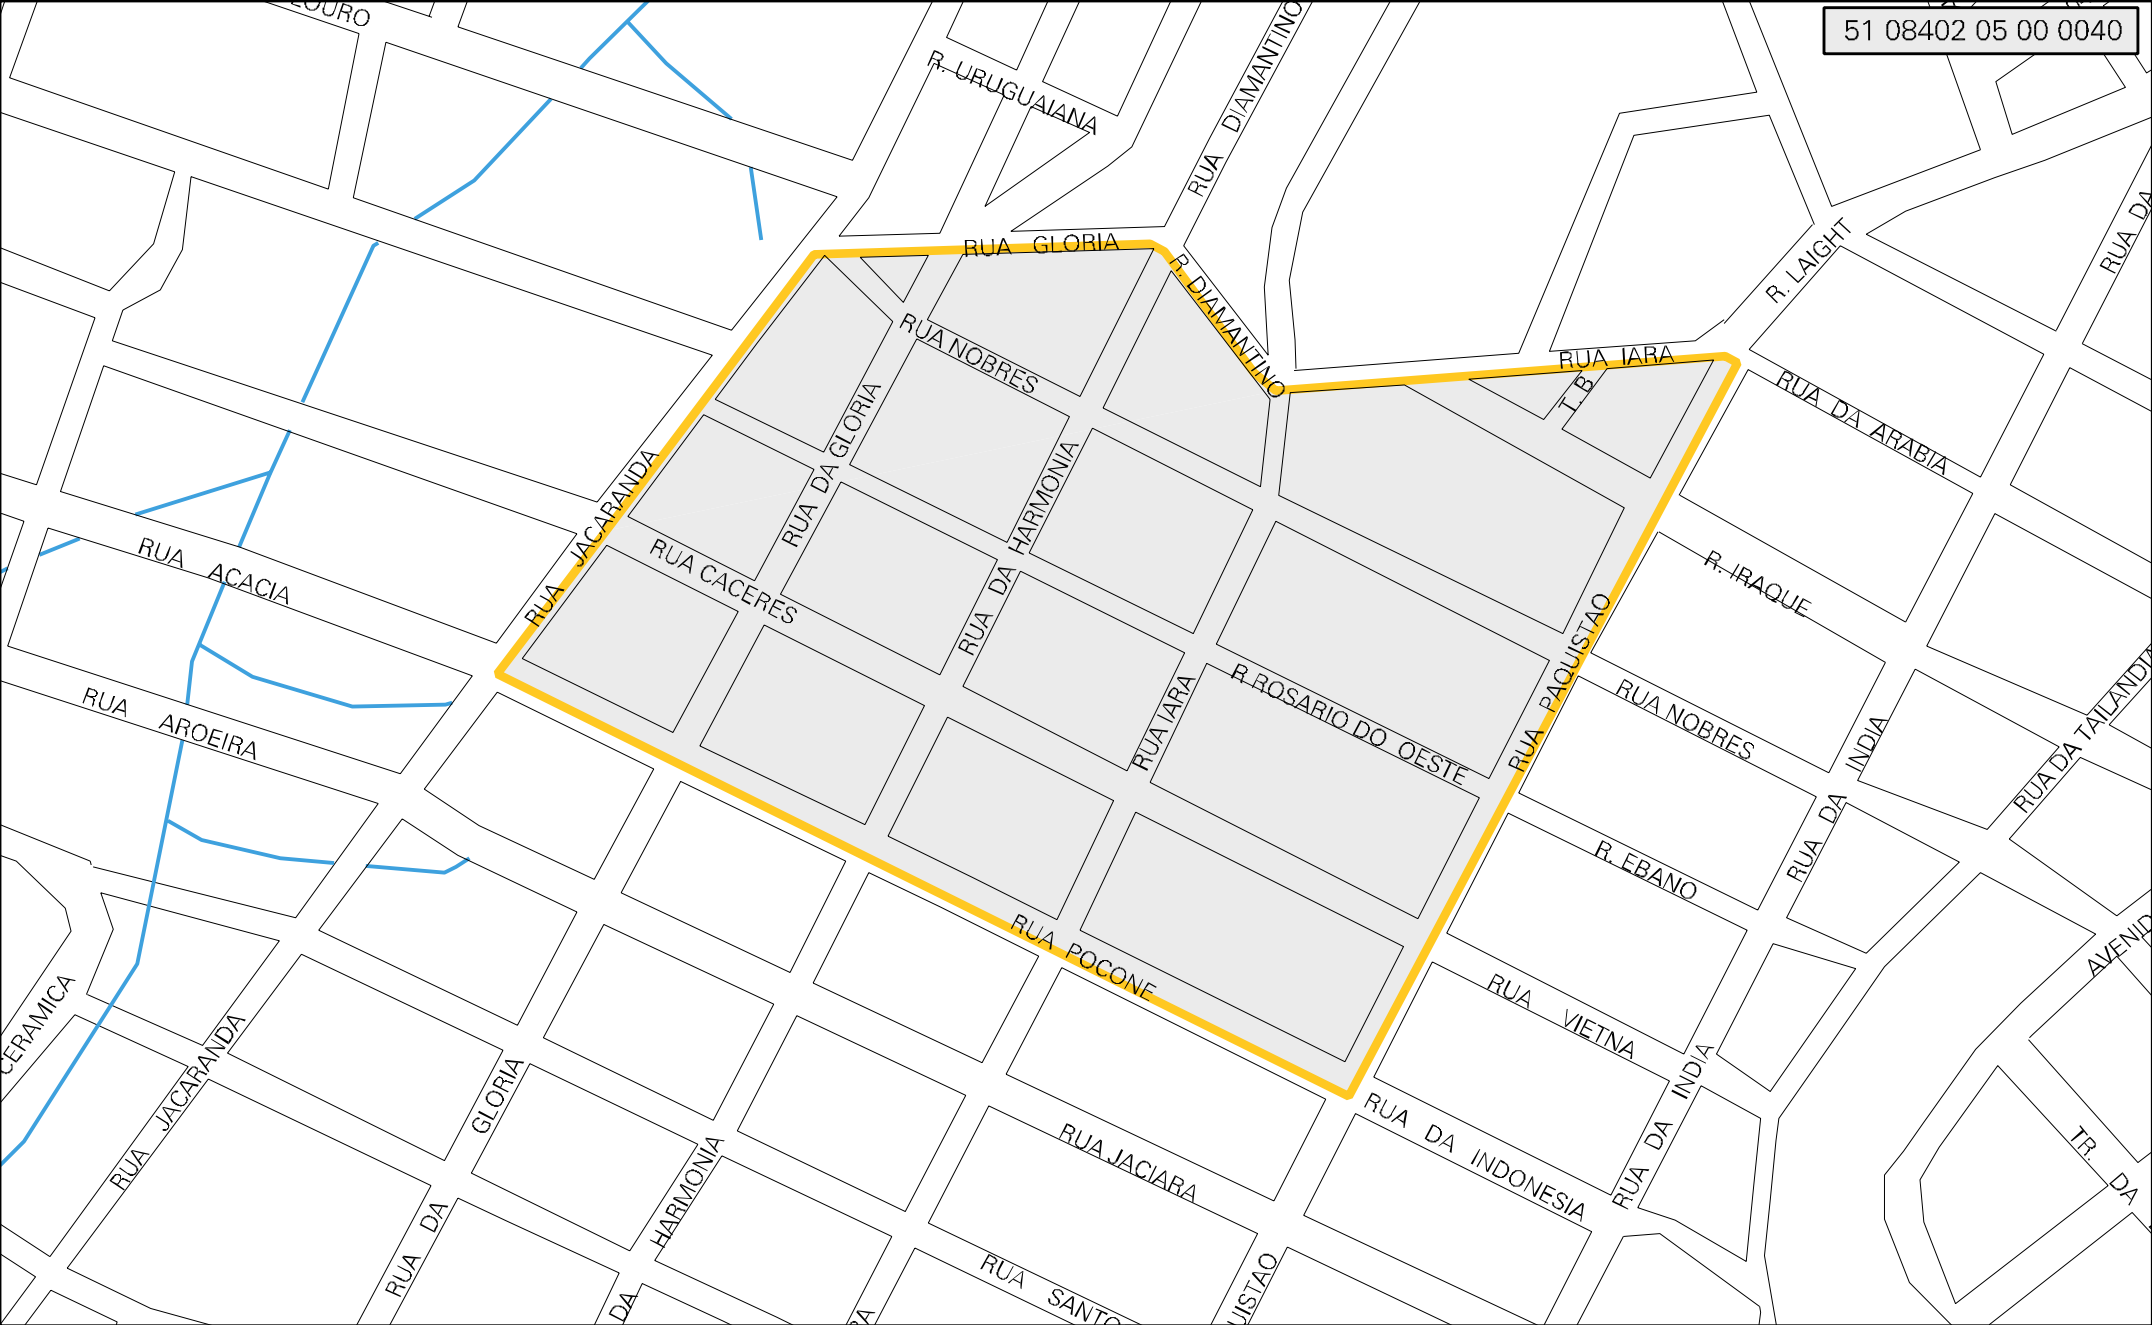 51 08402 05 00 0040
R. URUGUAIANA
RUA DIAMANTINO
RUA GLORIA
R. DIAMANTINO
R. LAIGHT
RUA DA
RUA IARA
T. B
RUA DA ARABIA
RUA NOBRES
RUA DA GLORIA
RUA JACARANDA
RUA DA HARMONIA
RUA ACACIA
RUA CACERES
R. IRAQUE
RUA PAQUISTAO
RUA AROEIRA
RUA IARA
R ROSARIO DO OESTE
RUA NOBRES
RUA DA INDIA
RUA DA TAILANDIA
R. EBANO
RUA POCONE
RUA VIETNA
CERAMICA
RUA JACARANDA
RUA DA GLORIA
DA HARMONIA
RUA JACIARA
RUA DA INDONESIA
RUA DA INDIA
TR. DA
RUA SANTO